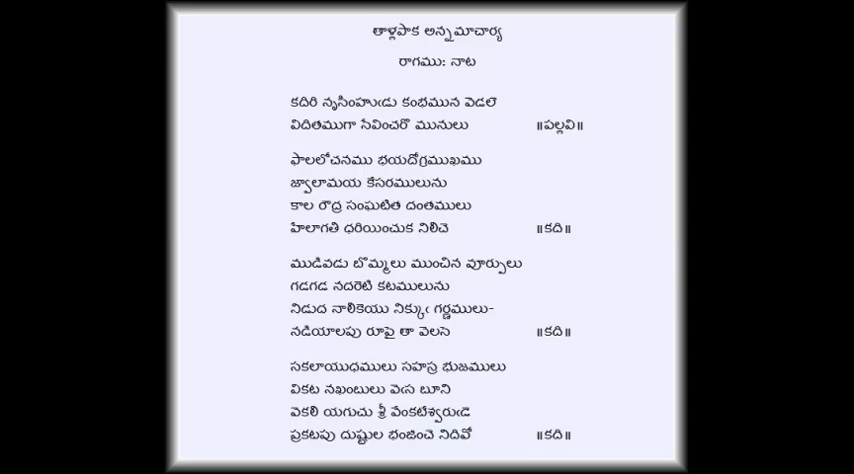 తాళ్లపాక అన్నమాచార్య
రాగము: నాట
కదిరి నృసింహుఁడు కంభమున వెడలె
విదితముగా సేవించరో మునులు ॥పల్లవి॥
ఫాలలోచనము భయదోగ్రముఖము
జ్వాలామయ కేసరములును
కాల రౌద్ర సంఘటిత దంతములు
హేలాగతి ధరియించుక నిలిచె ॥కది॥
ముడివడు బొమ్మలు ముంచిన వూర్పులు
గడగడ నదరెటి కటములును
నిడుద నాలికెయు నిక్కుఁ గర్ణములు-
నడియాలపు రూపై తా వెలసె ॥కది॥
సకలాయుధములు సహస్ర భుజములు
వికట నఖంబులు వెఁస బూని
వెకలి యగుచు శ్రీ వేంకటేశ్వరుఁడె
ప్రకటపు దుష్టుల భంజించె నిదివో ॥కది॥